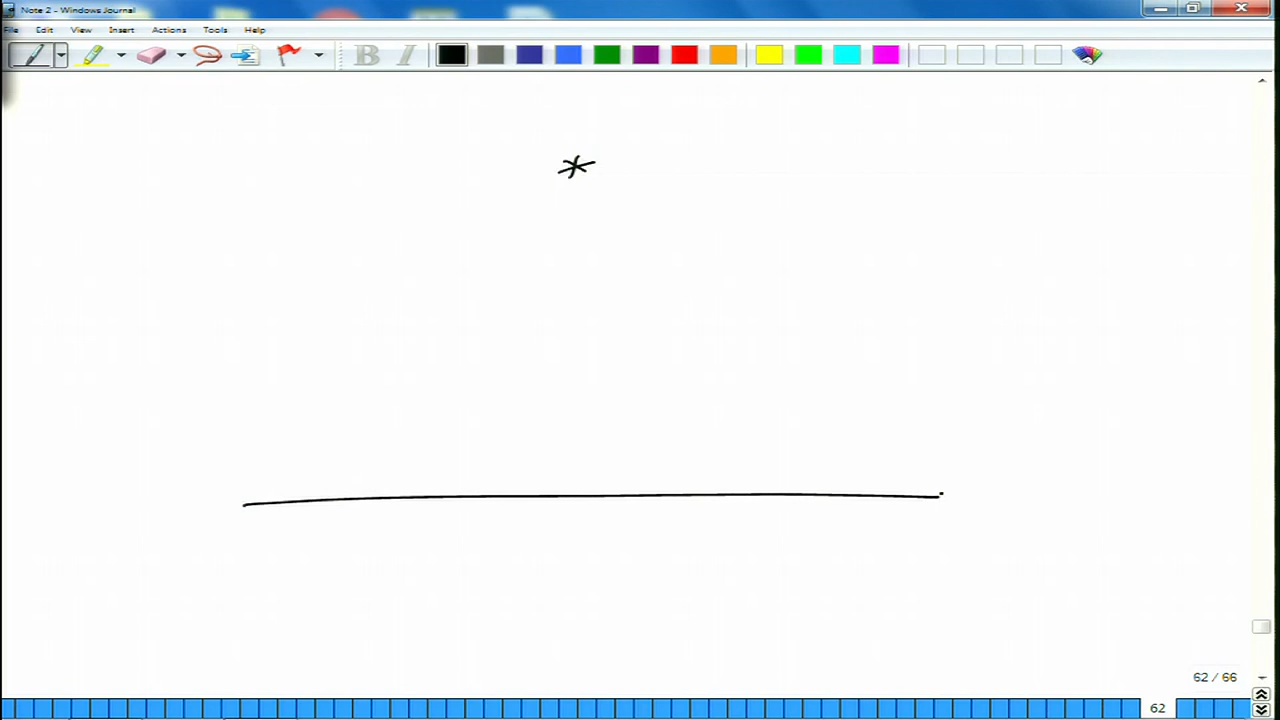 Note 2 - Windows Journal
File Edit View Insert Actions Tools Help
B I
*
62 / 66
62